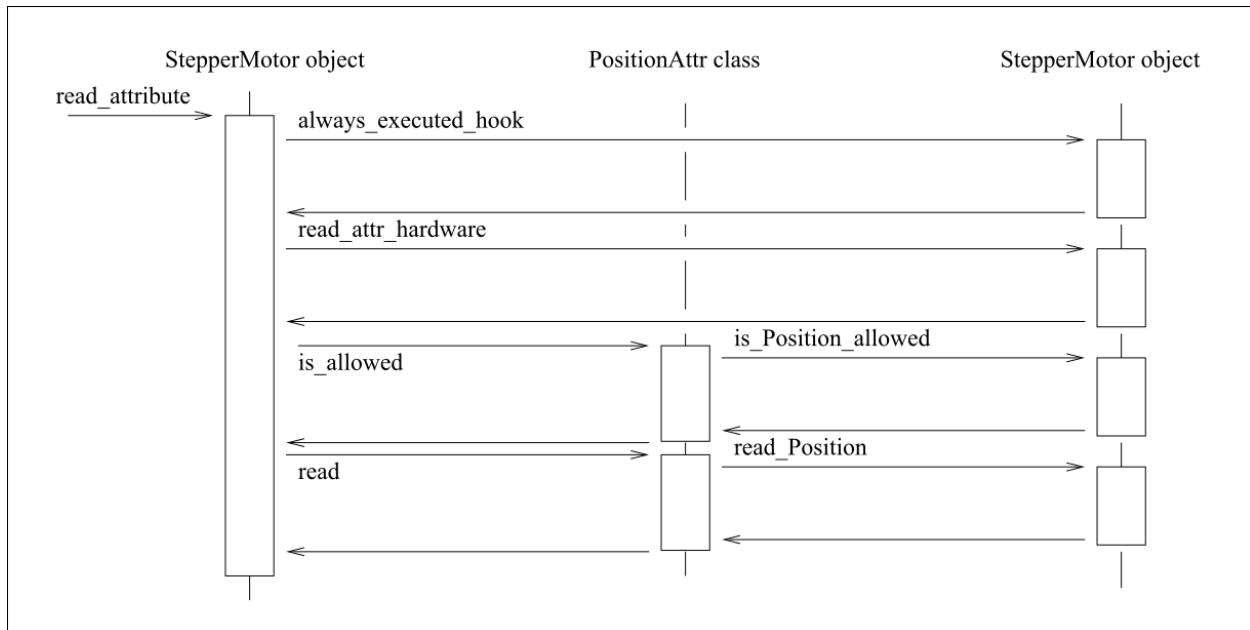 StepperMotor object
PositionAttr class
StepperMotor object
read_attribute
always_executed_hook
read_attr_hardware
is_Position_allowed
is_allowed
read_Position
read